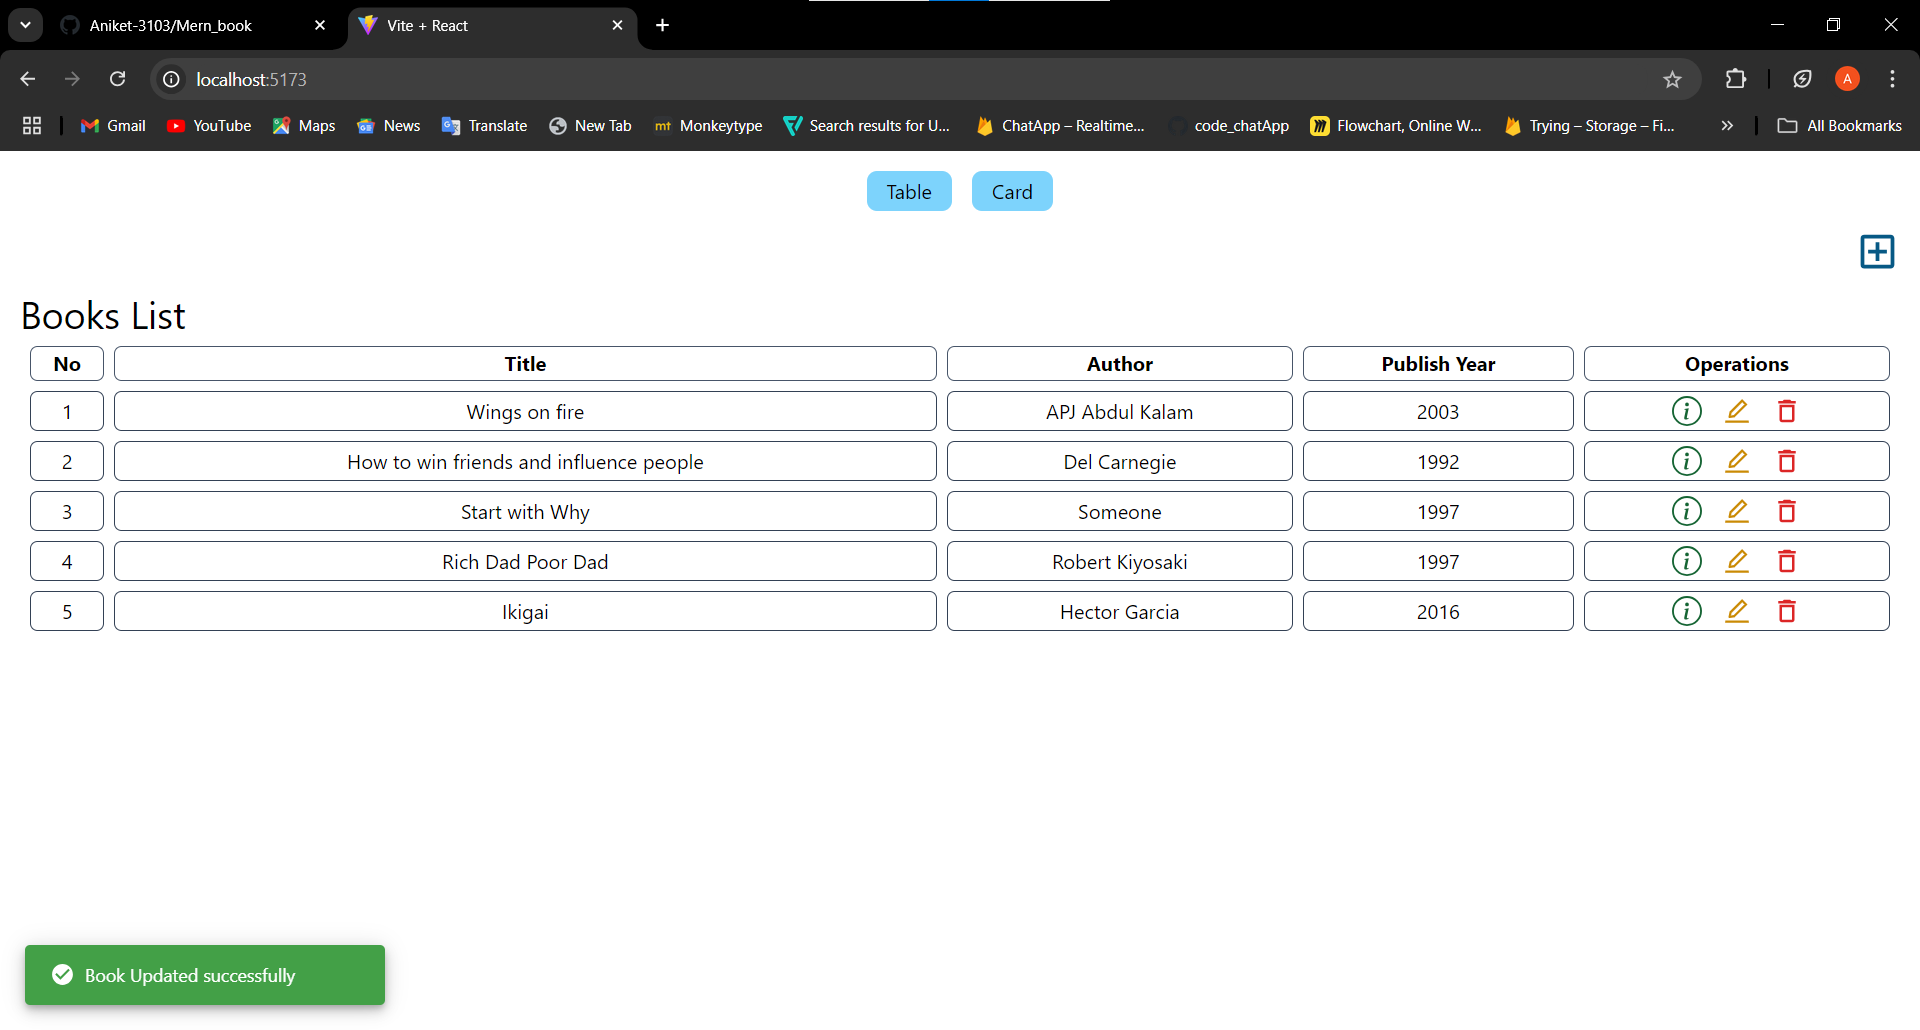 Aniket-3103/Mern_book Vite + React
localhost:5173
Gmail YouTube Maps News Translate New Tab mt Monkeytype Search results for U... ChatApp – Realtime... code_chatApp Flowchart, Online W... Trying – Storage – Fi... All Bookmarks
A
Table Card
Books List
No Title Author Publish Year Operations
1 Wings on fire APJ Abdul Kalam 2003
2 How to win friends and influence people Del Carnegie 1992
3 Start with Why Someone 1997
4 Rich Dad Poor Dad Robert Kiyosaki 1997
5 Ikigai Hector Garcia 2016
Book Updated successfully